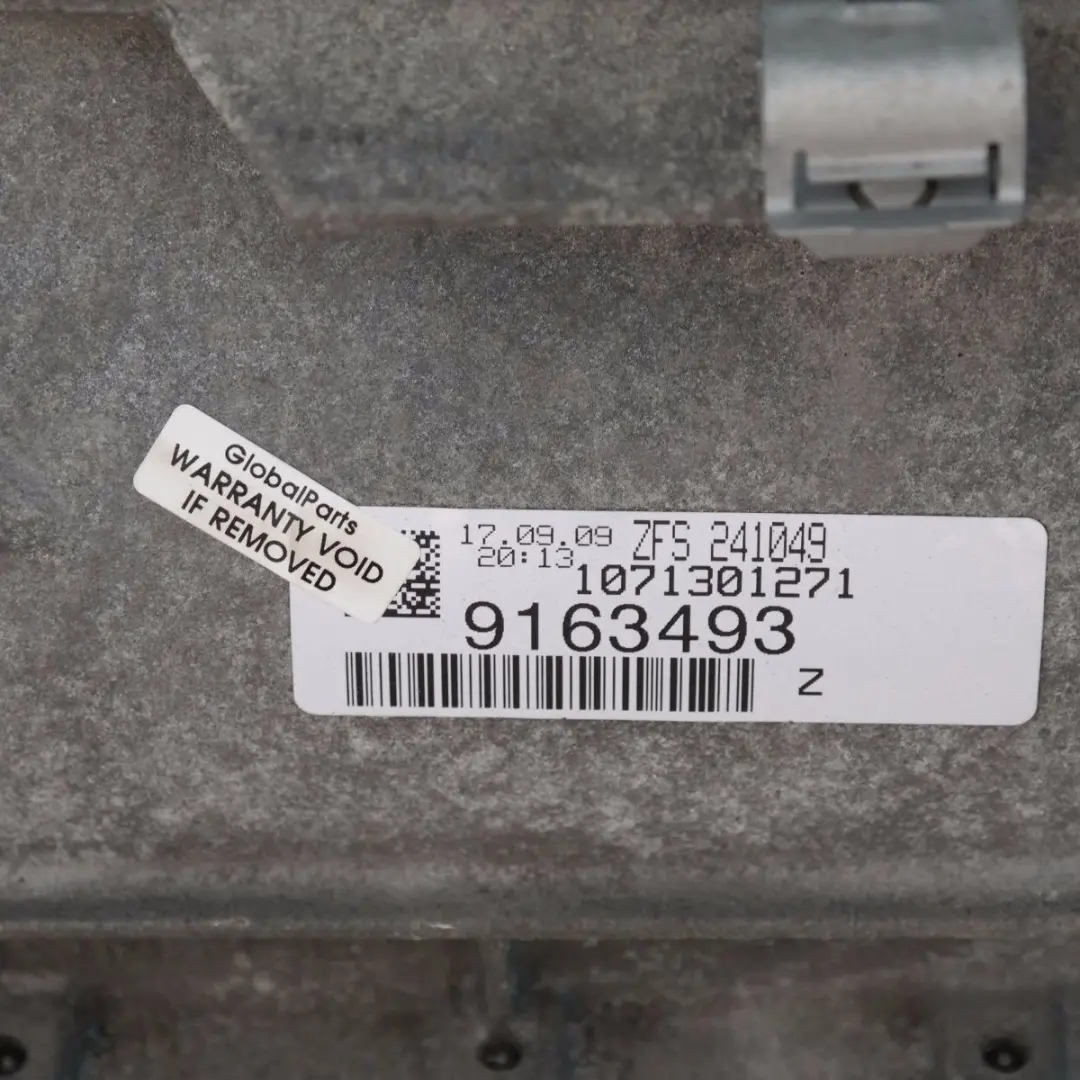 GlobalParts
WARRANTY VOID
IF REMOVED
17.09.09 ZFS 241049
20:13
1071301271
9163493
Z